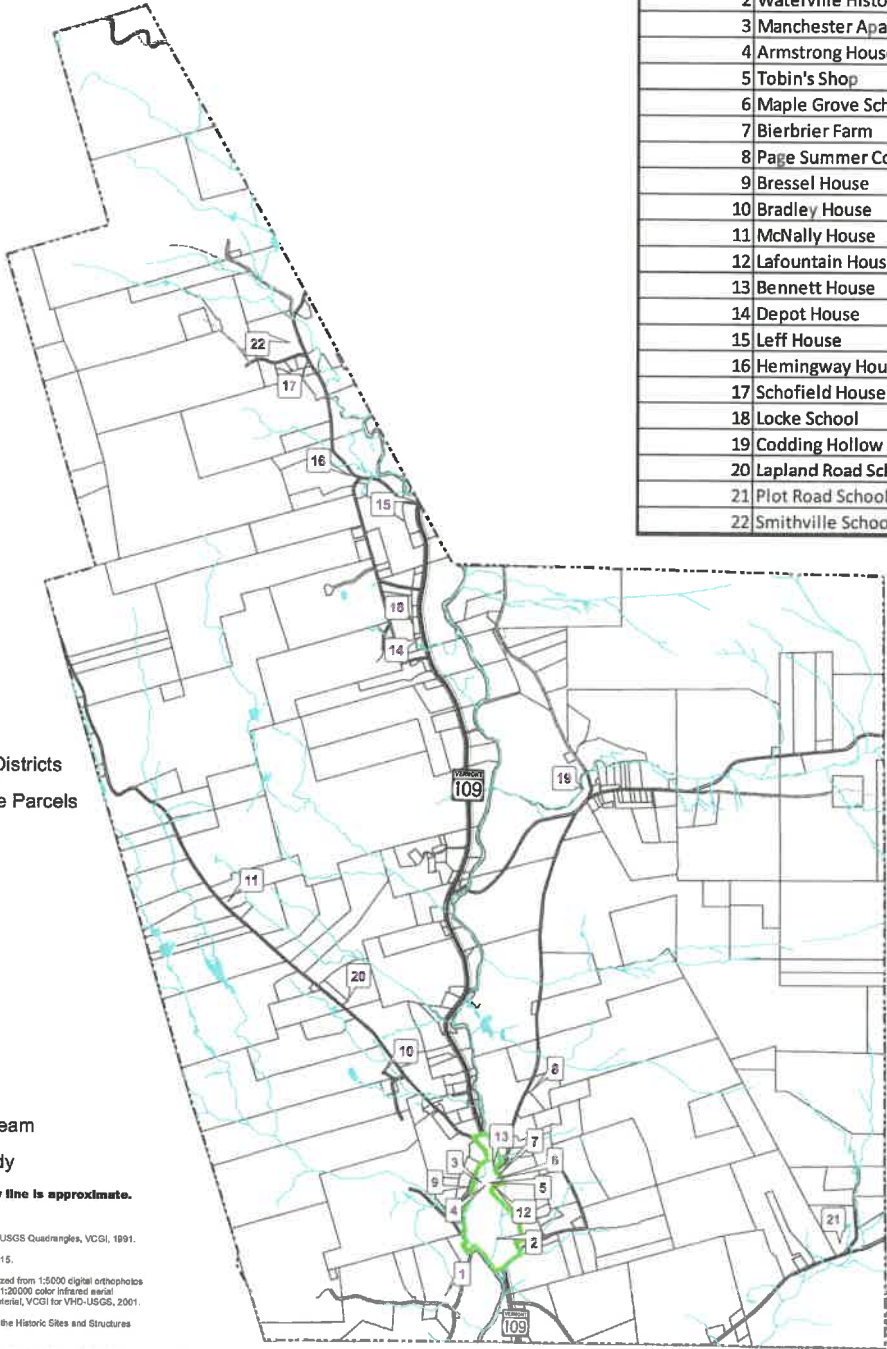 2 Waterville Histo
3 Manchester Apa
4 Armstrong House
5 Tobin's Shop
6 Maple Grove Sch
7 Bierbrier Farm
8 Page Summer Co
9 Bressel House
10 Bradley House
11 McNally House
12 Lafountain Hous
13 Bennett House
14 Depot House
15 Leff House
16 Hemingway Hou
17 Schofield House
18 Locke School
19 Codding Hollow
20 Lapland Road Sch
21 Plot Road School
22 Smithville Schoo
22
17
16
15
18
14
Districts
e Parcels
VERMONT
109
19
11
20
10
8
eam
dy
13
7
3
6
9
5
4
12
2
1
21
y line is approximate.
USGS Quadrangles, VCGI, 1991.
15.
zed from 1:5000 digital orthophotos
1:20000 color infrared aerial
terial, VCGI for VHD-USGS, 2001.
the Historic Sites and Structures
VERMONT
109